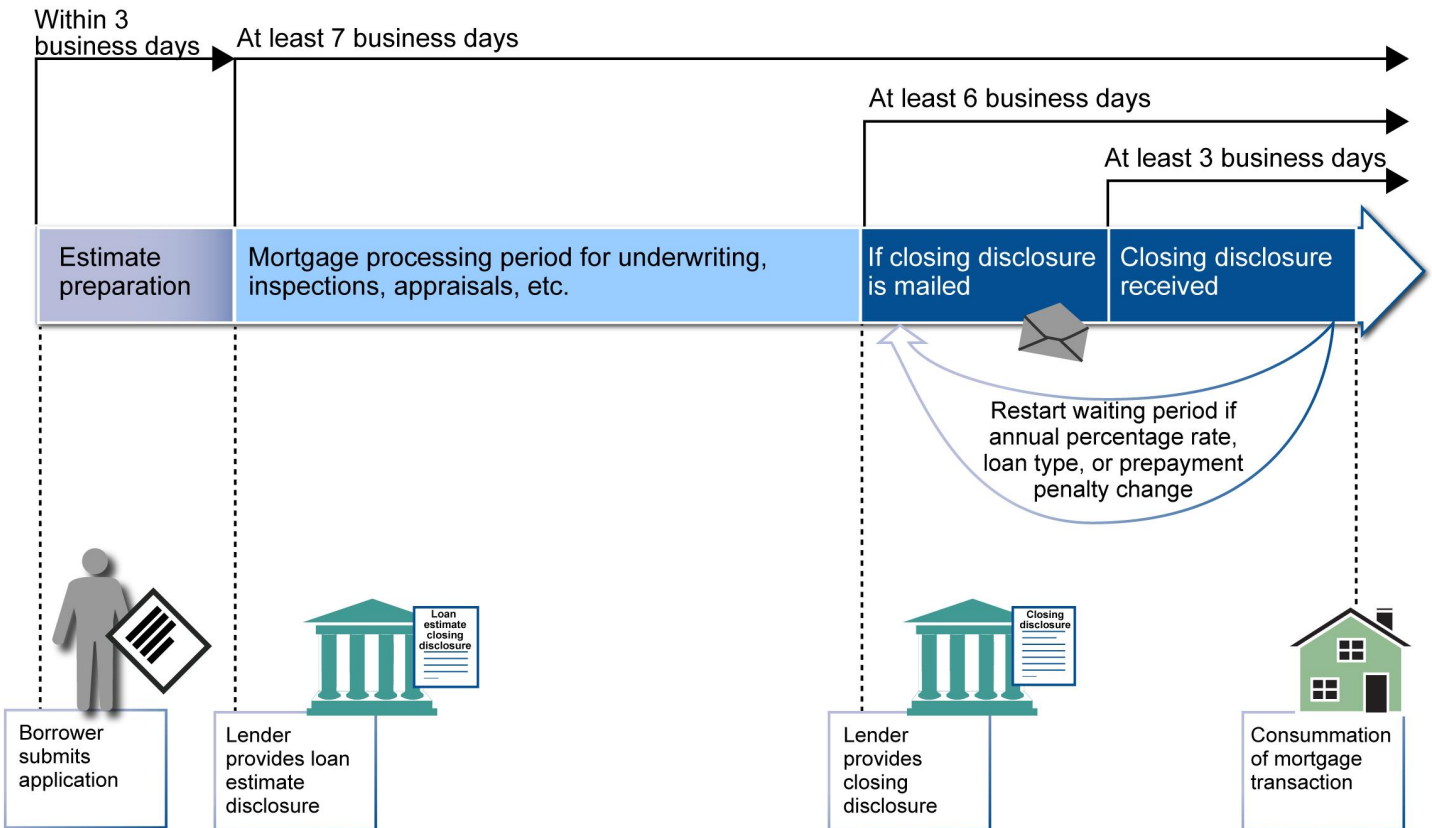 Within 3
business days
At least 7 business days
At least 6 business days
At least 3 business days
Estimate
preparation
Mortgage processing period for underwriting,
inspections, appraisals, etc.
If closing disclosure
is mailed
Closing disclosure
received
Restart waiting period if
annual percentage rate,
loan type, or prepayment
penalty change
Loan
estimate
closing
disclosure
Closing
disclosure
Borrower
submits
application
Lender
provides loan
estimate
disclosure
Lender
provides
closing
disclosure
Consummation
of mortgage
transaction